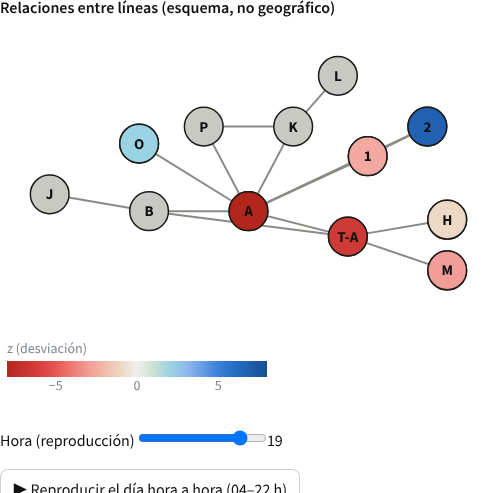 Relaciones entre líneas (esquema, no geográfico)
L
P
K
2
O
1
J
B
A
H
T-A
M
z (desviación)
−5 0 5
Hora (reproducción) 19
▶ Reproducir el día hora a hora (04–22 h)